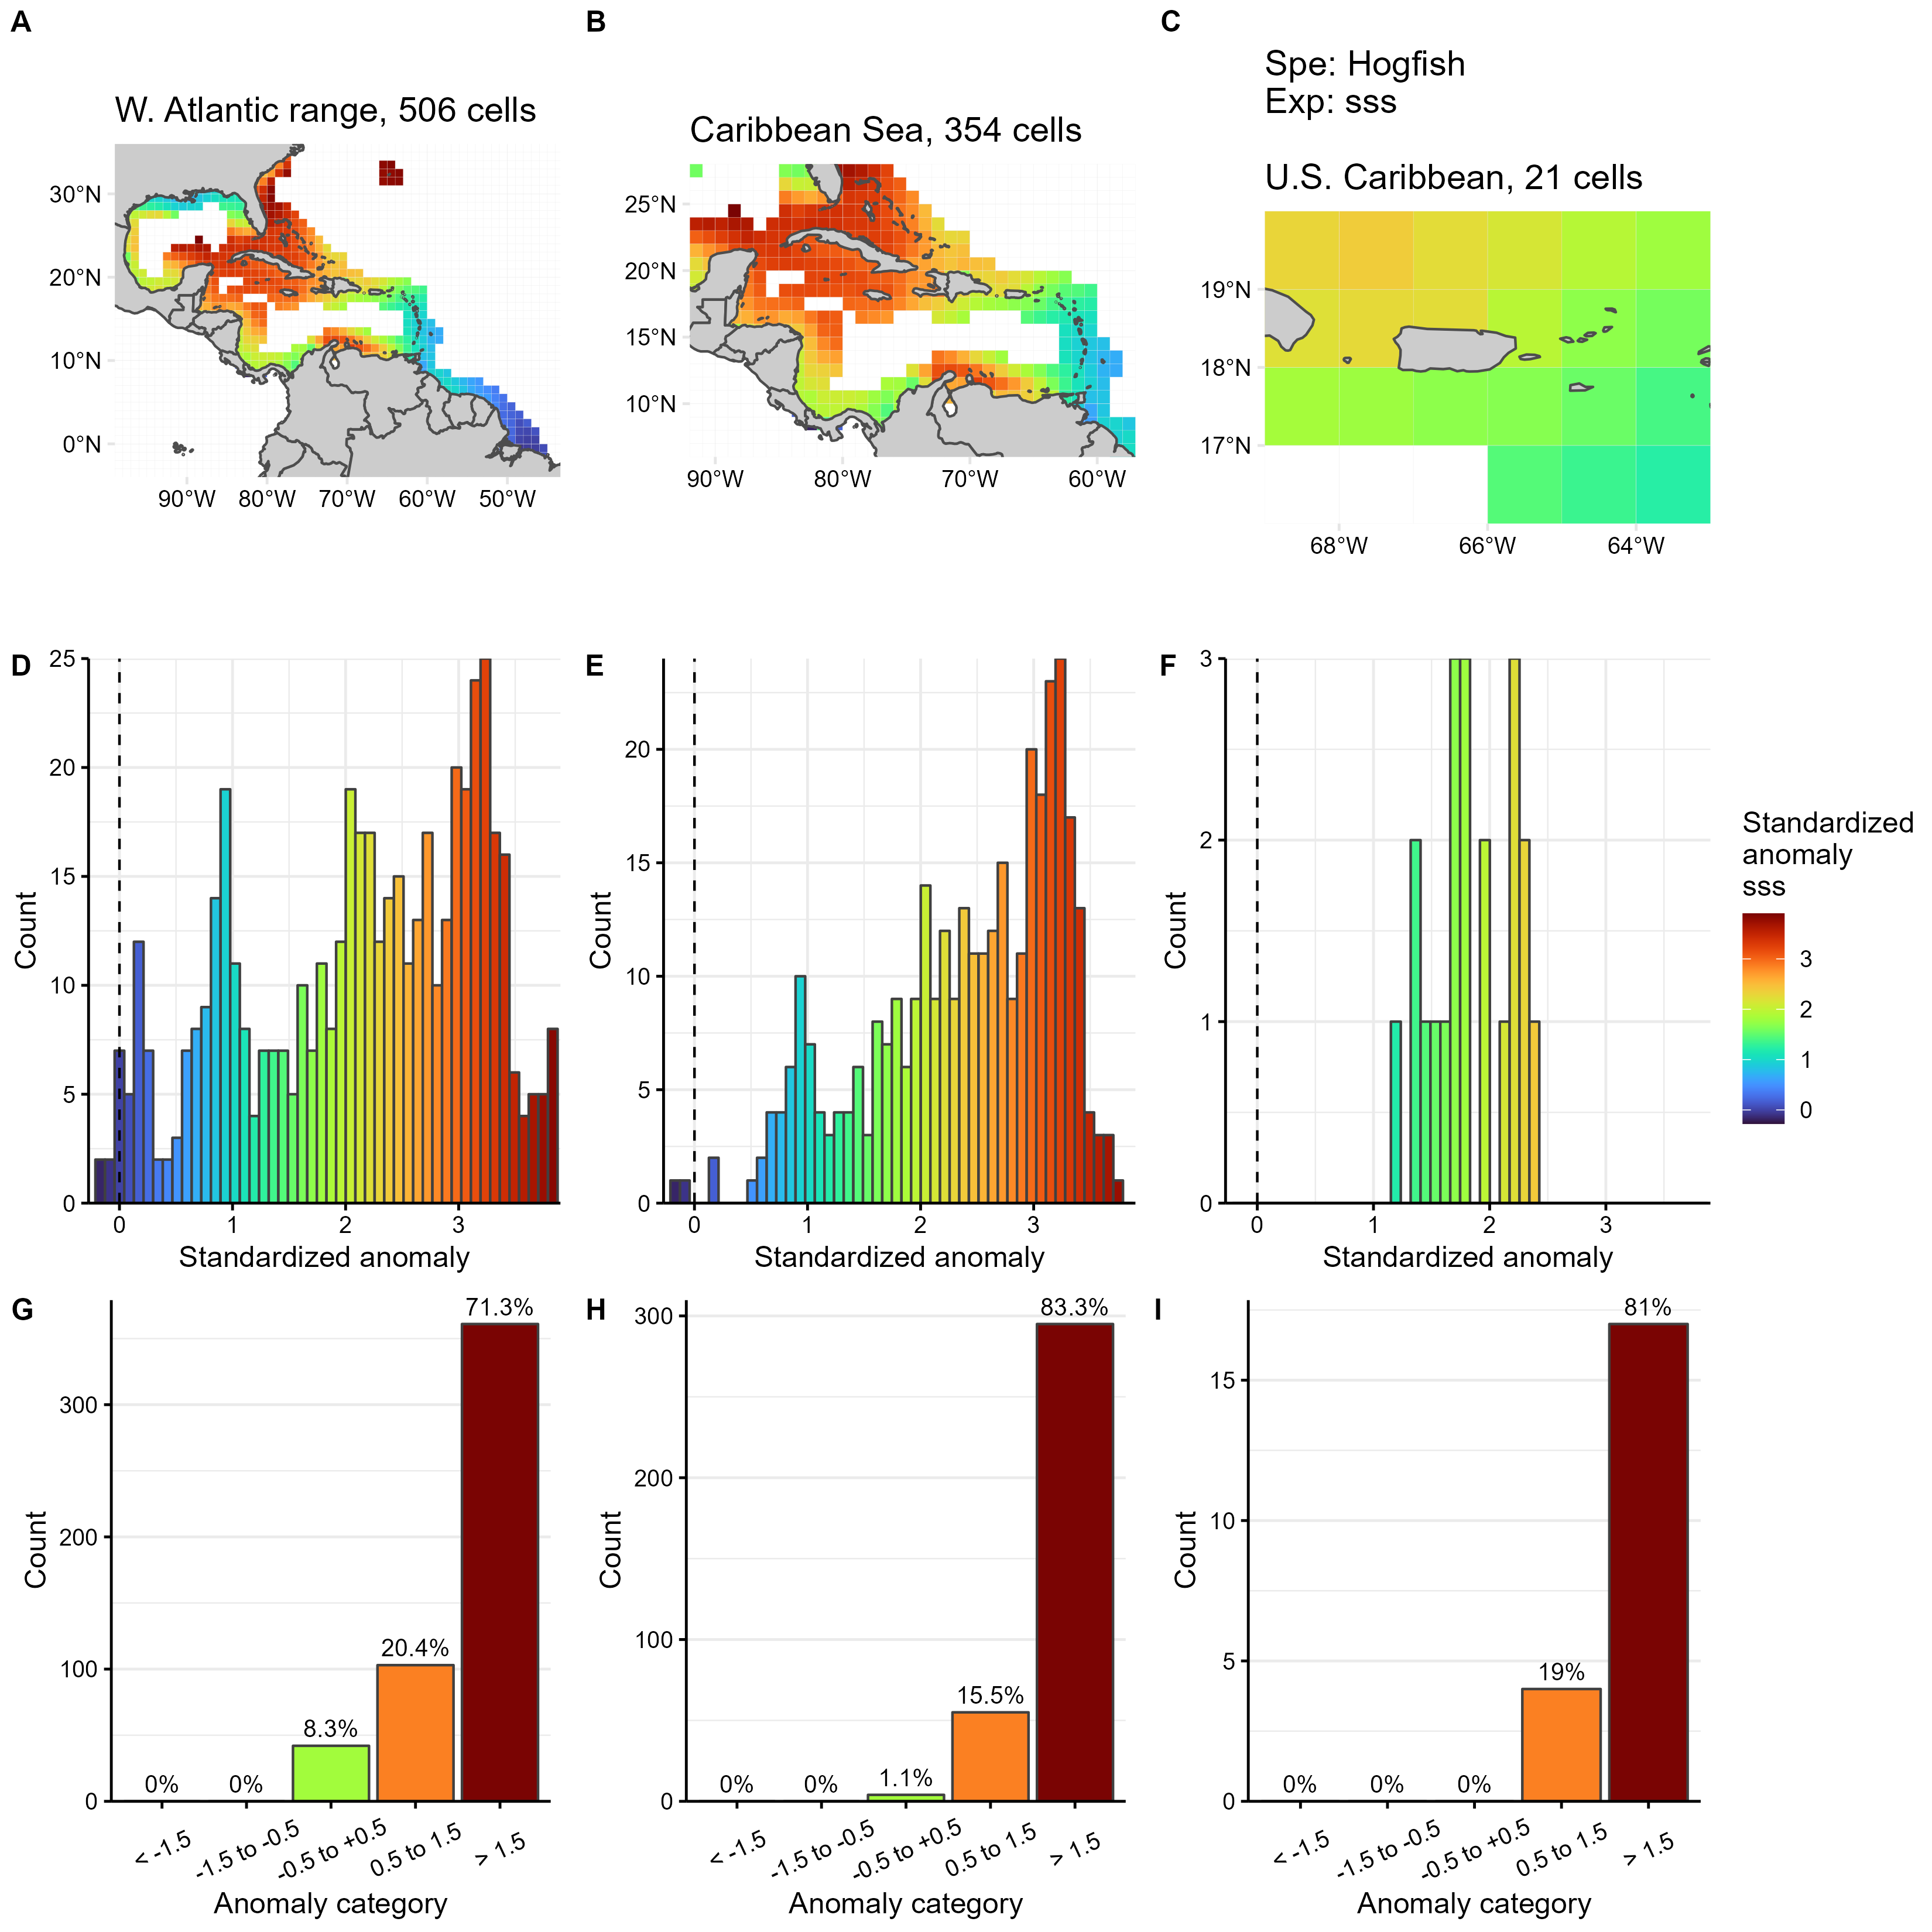 A
B
C
Spe: Hogfish
Exp: sss
W. Atlantic range, 506 cells
Caribbean Sea, 354 cells
U.S. Caribbean, 21 cells
30°N
20°N
10°N
0°N
90°W 80°W 70°W 60°W 50°W
25°N
20°N
15°N
10°N
90°W 80°W 70°W 60°W
19°N
18°N
17°N
68°W 66°W 64°W
D
25
20
15
10
5
0
Count
0 1 2 3
Standardized anomaly
E
20
15
10
5
0
Count
0 1 2 3
Standardized anomaly
F
3
2
1
0
Count
0 1 2 3
Standardized anomaly
Standardized
anomaly
sss
3
2
1
0
G
300
200
100
0
Count
0% 0% 8.3% 20.4% 71.3%
< -1.5 -1.5 to -0.5 -0.5 to +0.5 0.5 to 1.5 > 1.5
Anomaly category
H
300
200
100
0
Count
0% 0% 1.1% 15.5% 83.3%
< -1.5 -1.5 to -0.5 -0.5 to +0.5 0.5 to 1.5 > 1.5
Anomaly category
I
15
10
5
0
Count
0% 0% 0% 19% 81%
< -1.5 -1.5 to -0.5 -0.5 to +0.5 0.5 to 1.5 > 1.5
Anomaly category